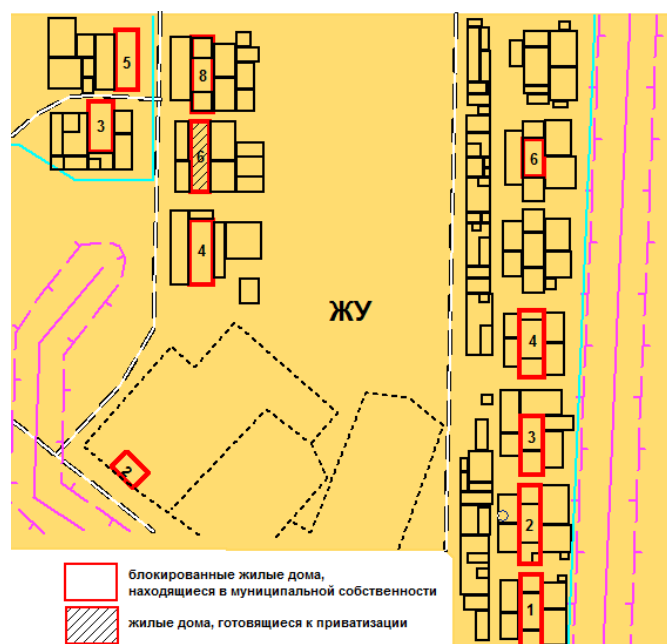 5
8
3
6
6
4
ЖУ
4
3
2
2
1
блокированные жилые дома,
находящиеся в муниципальной собственности
жилые дома, готовящиеся к приватизации